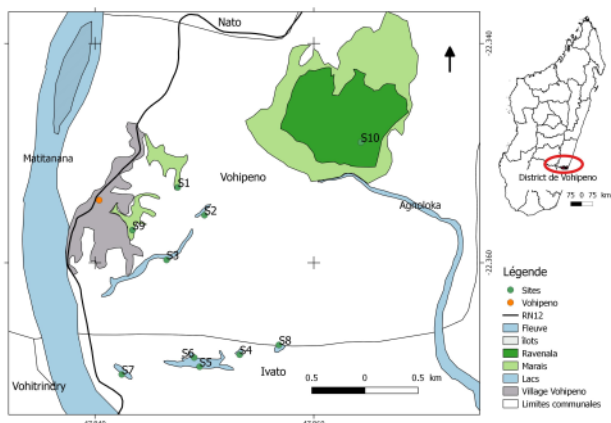 Nato
-22,340
S10
Matitanana
S1
Vohipeno
S2
Agnoloka
S9
S3
-22,360
S8
S6
S4
S5
S7
Ivato
Vohitrindry
0.5
0
0.5 km
District de Vohipeno
75 0 75 km
Légende
Sites
Vohipeno
RN12
Fleuve
îlots
Ravenala
Marais
Lacs
Village Vohipeno
Limites communales